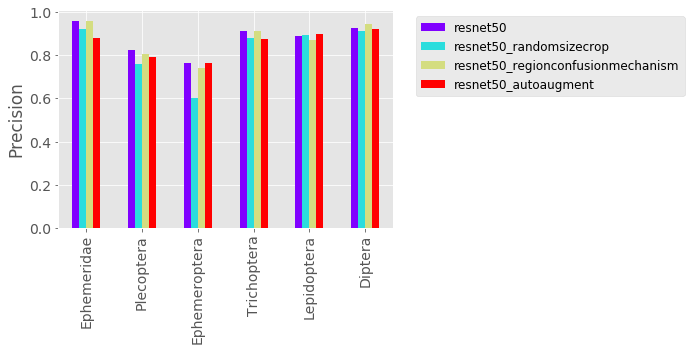 1.0
0.8
0.6
0.4
0.2
0.0
Precision
Ephemeridae
Plecoptera
Ephemeroptera
Trichoptera
Lepidoptera
Diptera
resnet50
resnet50_randomsizecrop
resnet50_regionconfusionmechanism
resnet50_autoaugment